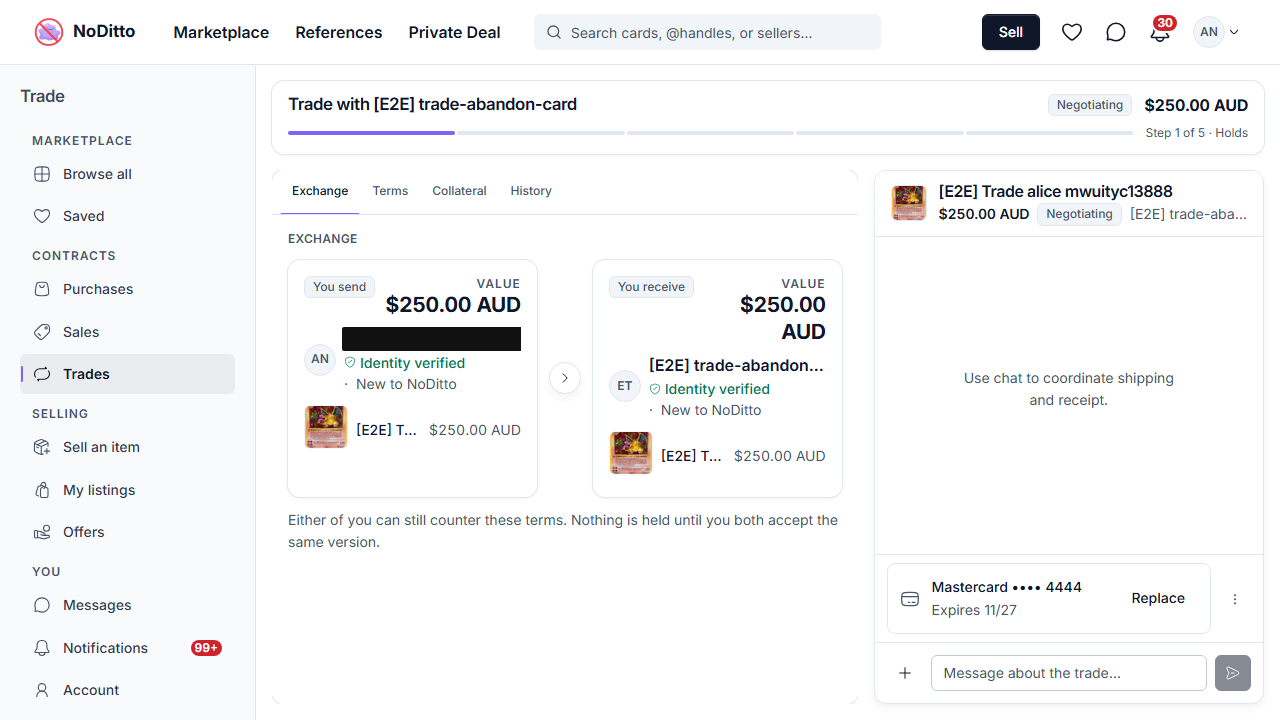 NoDitto
Marketplace
References
Private Deal
Search cards, @handles, or sellers...
Sell
30
AN
Trade
MARKETPLACE
Browse all
Saved
CONTRACTS
Purchases
Sales
Trades
SELLING
Sell an item
My listings
Offers
YOU
Messages
Notifications
99+
Account
Trade with [E2E] trade-abandon-card
Negotiating
$250.00 AUD
Step 1 of 5 · Holds
Exchange
Terms
Collateral
History
EXCHANGE
You send
VALUE
$250.00 AUD
AN
Identity verified
· New to NoDitto
[E2E] T...
$250.00 AUD
You receive
VALUE
$250.00
AUD
ET
[E2E] trade-abandon...
Identity verified
· New to NoDitto
[E2E] T...
$250.00 AUD
Either of you can still counter these terms. Nothing is held until you both accept the
same version.
[E2E] Trade alice mwuityc13888
$250.00 AUD
Negotiating
[E2E] trade-aba...
Use chat to coordinate shipping
and receipt.
Mastercard •••• 4444
Expires 11/27
Replace
Message about the trade...